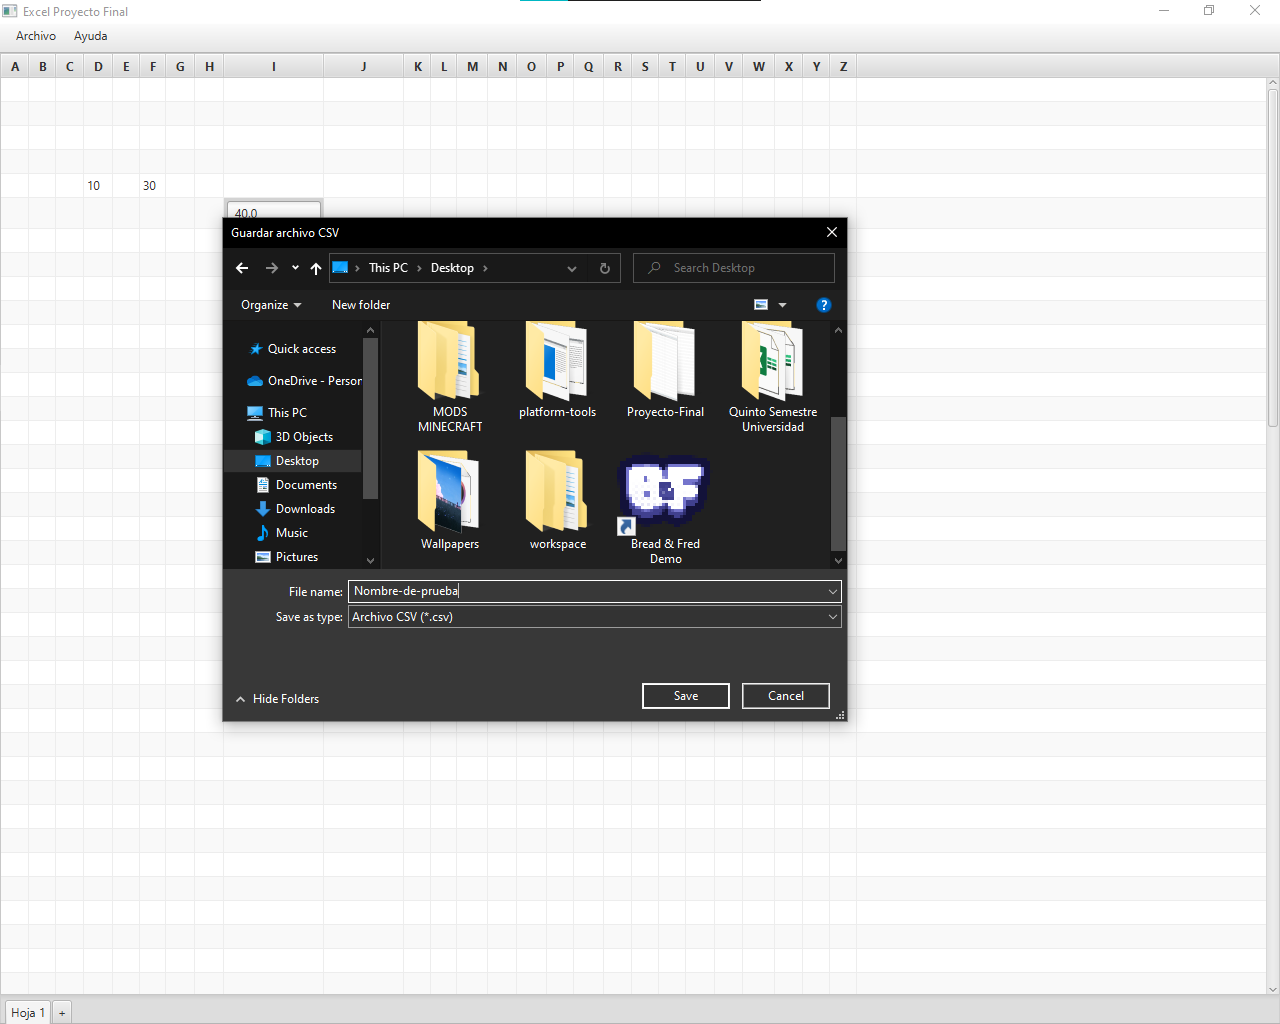 Excel Proyecto Final
Archivo Ayuda
A B C D E F G H I J K L M N O P Q R S T U V W X Y Z
10 30
40.0
Guardar archivo CSV
This PC Desktop
Search Desktop
Organize New folder
?
Quick access
OneDrive - Person
This PC
3D Objects
Desktop
Documents
Downloads
Music
Pictures
MODS
MINECRAFT
platform-tools
Proyecto-Final
Quinto Semestre
Universidad
Wallpapers
workspace
BF
Bread & Fred
Demo
File name: Nombre-de-prueba
Save as type: Archivo CSV (*.csv)
Hide Folders
Save Cancel
Hoja 1 +